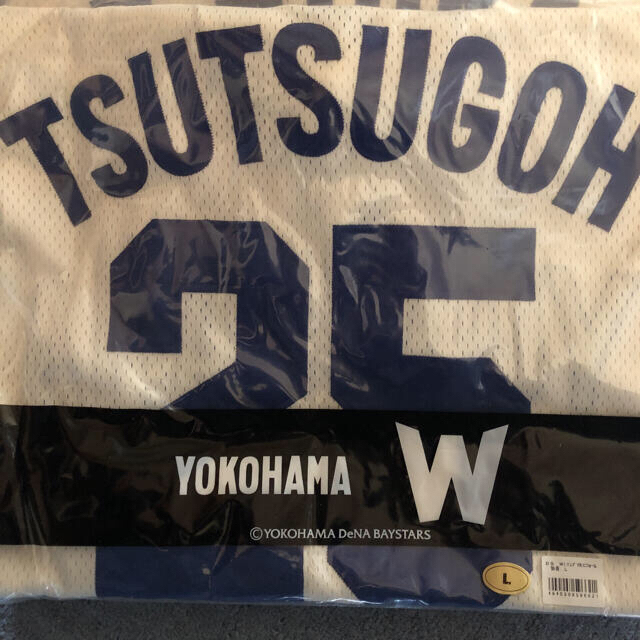 TSUTSUGOH
25
YOKOHAMA W
©YOKOHAMA DeNA BAYSTARS
L